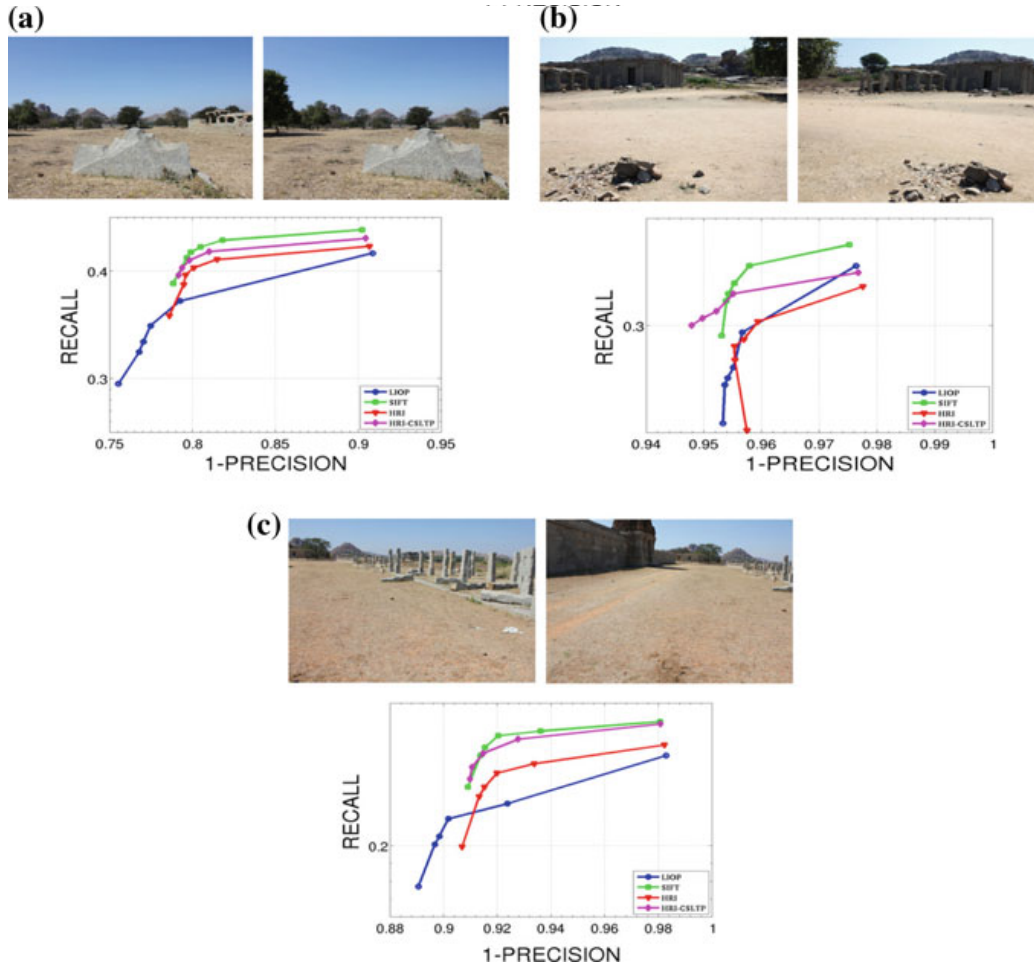 (a)
(b)
RECALL
0.4
0.3
0.75
0.8
0.85
0.9
0.95
1-PRECISION
LIOP
SIFT
HRI
HRI-CSLTP
RECALL
0.3
0.94
0.95
0.96
0.97
0.98
0.99
1
1-PRECISION
LIOP
SIFT
HRI
HRI-CSLTP
(c)
RECALL
0.2
0.88
0.9
0.92
0.94
0.96
0.98
1
1-PRECISION
LIOP
SIFT
HRI
HRI-CSLTP